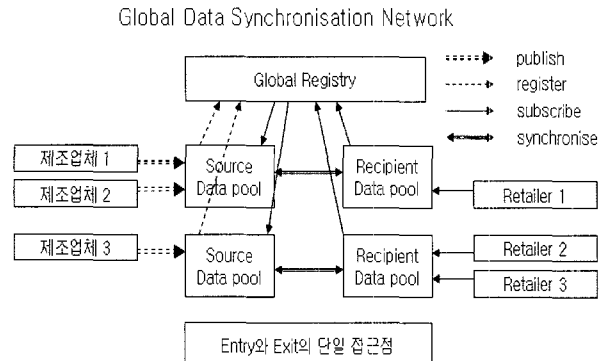 Global Data Synchronisation Network
publish
register
subscribe
synchronise
Global Registry
제조업체 1
제조업체 2
제조업체 3
Source
Data pool
Recipient
Data pool
Retailer 1
Source
Data pool
Recipient
Data pool
Retailer 2
Retailer 3
Entry와 Exit의 단일 접근점